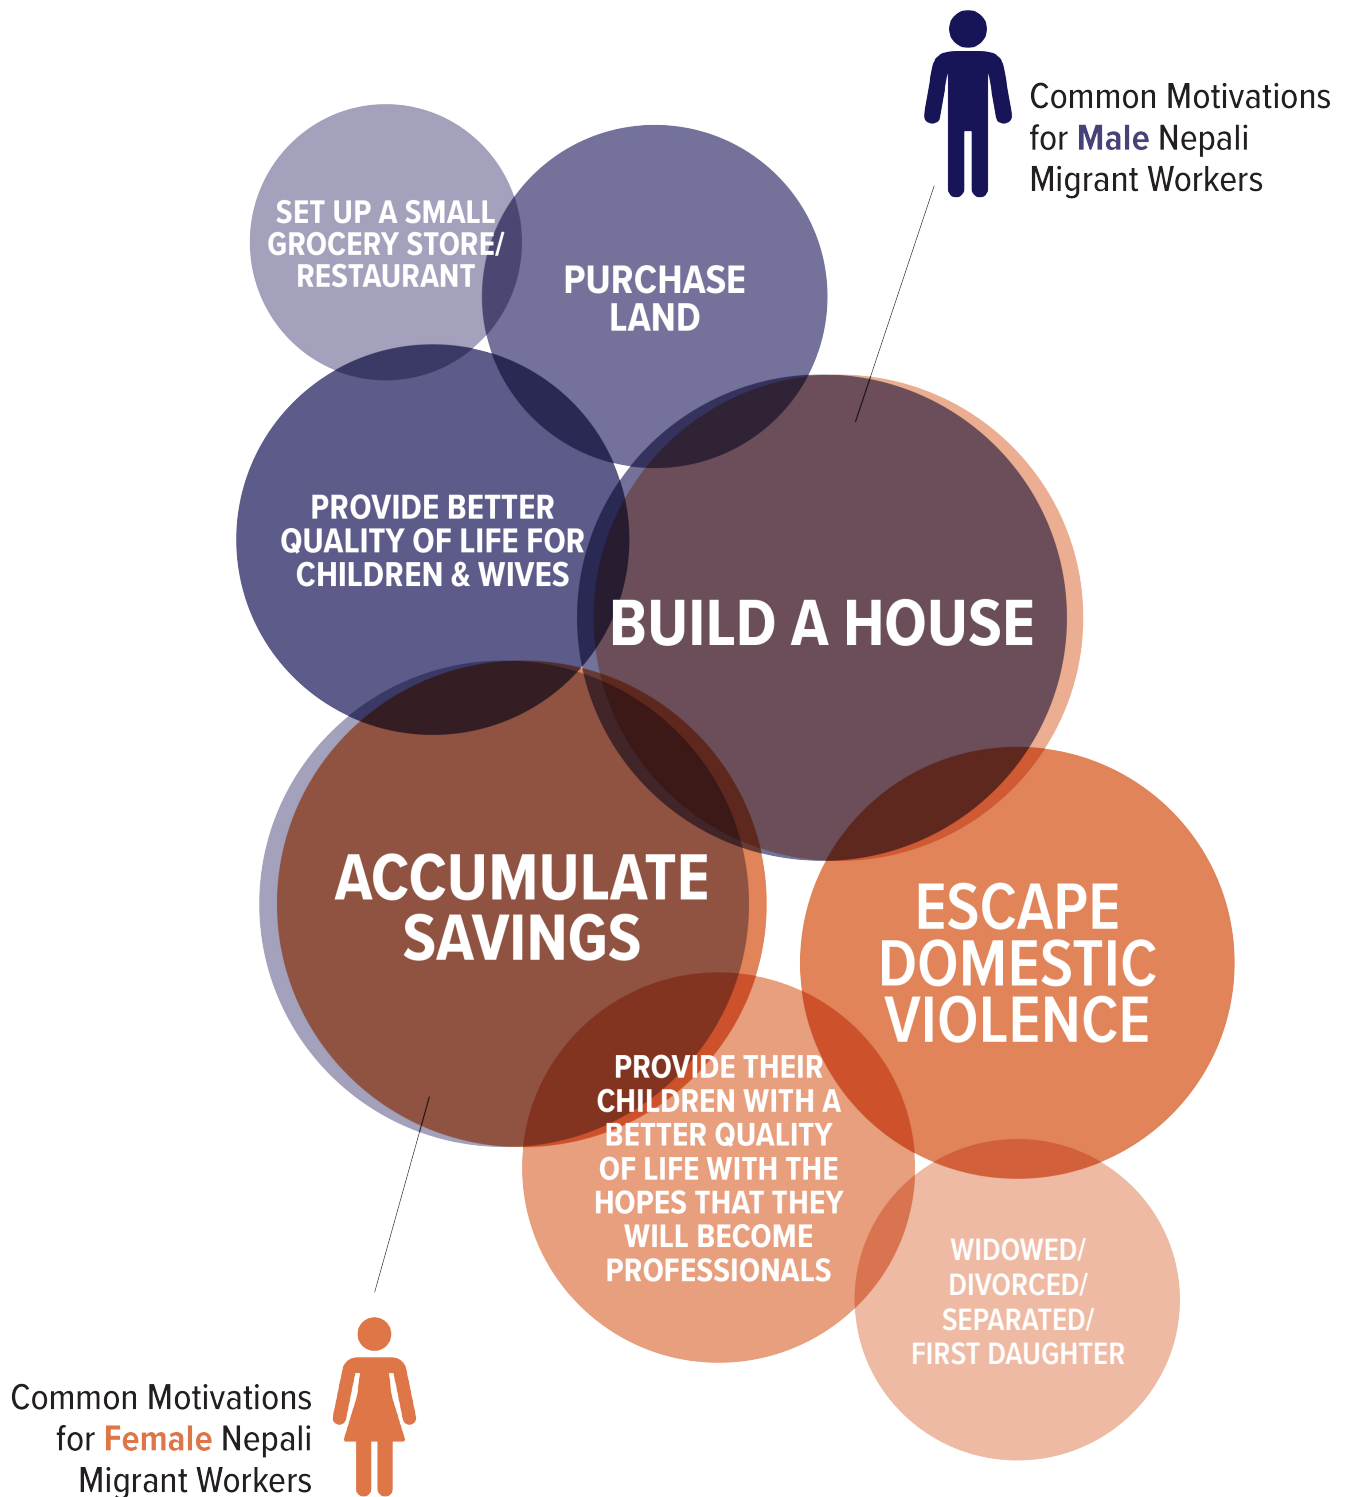 Common Motivations
for Male Nepali
Migrant Workers
SET UP A SMALL
GROCERY STORE/
RESTAURANT
PURCHASE
LAND
PROVIDE BETTER
QUALITY OF LIFE FOR
CHILDREN & WIVES
BUILD A HOUSE
ACCUMULATE
SAVINGS
ESCAPE
DOMESTIC
VIOLENCE
PROVIDE THEIR
CHILDREN WITH A
BETTER QUALITY
OF LIFE WITH THE
HOPES THAT THEY
WILL BECOME
PROFESSIONALS
WIDOWED/
DIVORCED/
SEPARATED/
FIRST DAUGHTER
Common Motivations
for Female Nepali
Migrant Workers